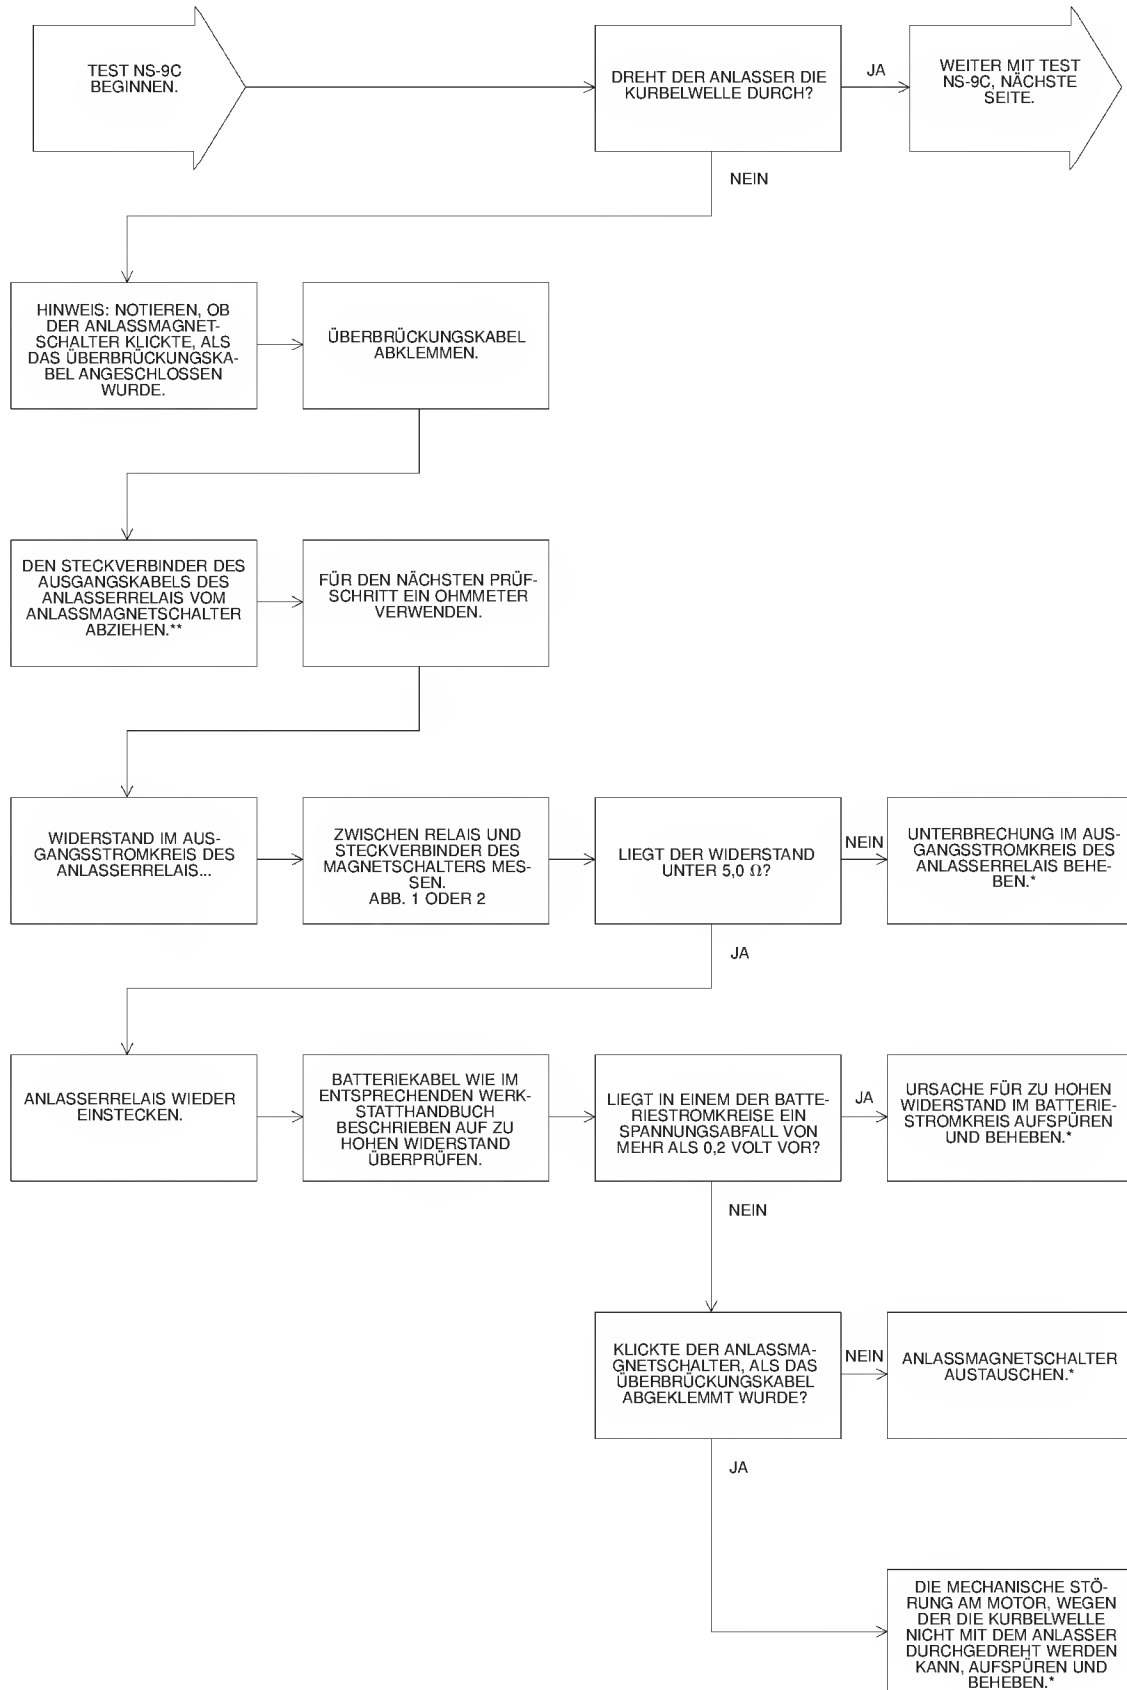 TEST NS-9C
BEGINNEN.
DREHT DER ANLASSER DIE
KURBELWELLE DURCH?
JA
WEITER MIT TEST
NS-9C, NÄCHSTE
SEITE.
NEIN
HINWEIS: NOTIEREN, OB
DER ANLASSMAGNET-
SCHALTER KLICKTE, ALS
DAS ÜBERBRÜCKUNGSKA-
BEL ANGESCHLOSSEN
WURDE.
ÜBERBRÜCKUNGSKABEL
ABKLEMMEN.
DEN STECKVERBINDER DES
AUSGANGSKABELS DES
ANLASSERRELAIS VOM
ANLASSMAGNETSCHALTER
ABZIEHEN.**
FÜR DEN NÄCHSTEN PRÜF-
SCHRITT EIN OHMMETER
VERWENDEN.
WIDERSTAND IM AUS-
GANGSSTROMKREIS DES
ANLASSERRELAIS...
ZWISCHEN RELAIS UND
STECKVERBINDER DES
MAGNETSCHALTERS MES-
SEN.
ABB. 1 ODER 2
LIEGT DER WIDERSTAND
UNTER 5,0 Ω?
NEIN
UNTERBRECHUNG IM AUS-
GANGSSTROMKREIS DES
ANLASSERRELAIS BEHE-
BEN.*
JA
ANLASSERRELAIS WIEDER
EINSTECKEN.
BATTERIEKABEL WIE IM
ENTSPRECHENDEN WERK-
STATTHANDBUCH
BESCHRIEBEN AUF ZU
HOHEN WIDERSTAND
ÜBERPRÜFEN.
LIEGT IN EINEM DER BATTE-
RIESTROMKREISE EIN
SPANNUNGSABFALL VON
MEHR ALS 0,2 VOLT VOR?
JA
URSACHE FÜR ZU HOHEN
WIDERSTAND IM BATTERIE-
STROMKREIS AUFSPÜREN
UND BEHEBEN.*
NEIN
KLICKTE DER ANLASSMA-
GNETSCHALTER, ALS DAS
ÜBERBRÜCKUNGSKABEL
ABGEKLEMMT WURDE?
NEIN
ANLASSMAGNETSCHALTER
AUSTAUSCHEN.*
JA
DIE MECHANISCHE STÖ-
RUNG AM MOTOR, WEGEN
DER DIE KURBELWELLE
NICHT MIT DEM ANLASSER
DURCHGEDREHT WERDEN
KANN, AUFSPÜREN UND
BEHEBEN.*